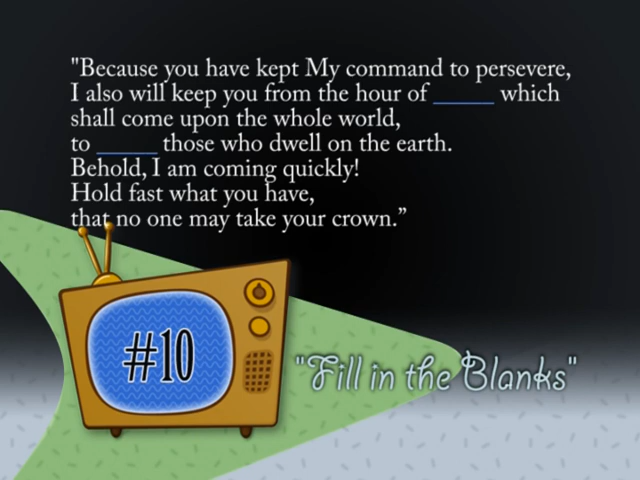 "Because you have kept My command to persevere,
I also will keep you from the hour of _____ which
shall come upon the whole world,
to _____ those who dwell on the earth.
Behold, I am coming quickly!
Hold fast what you have,
that no one may take your crown.”
#10
"Fill in the Blanks"